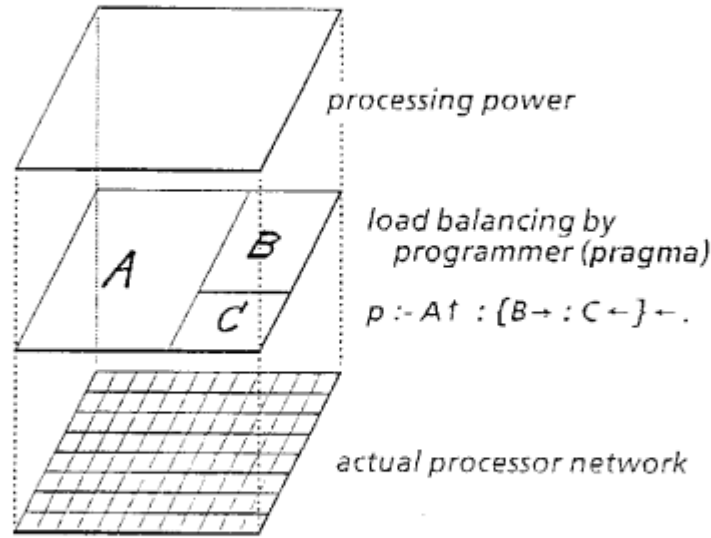 processing power
load balancing by
programmer (pragma)
A
B
C
p :- A↑ : {B→ : C←}←.
actual processor network